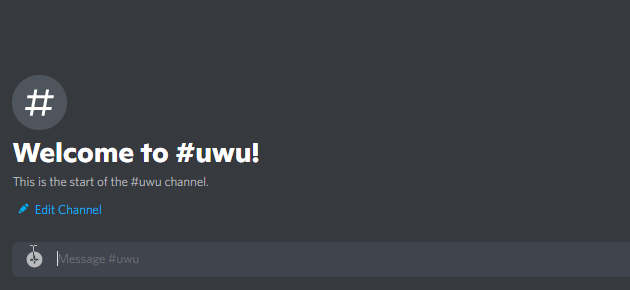 #
Welcome to #uwu!
This is the start of the #uwu channel.
Edit Channel
Message #uwu